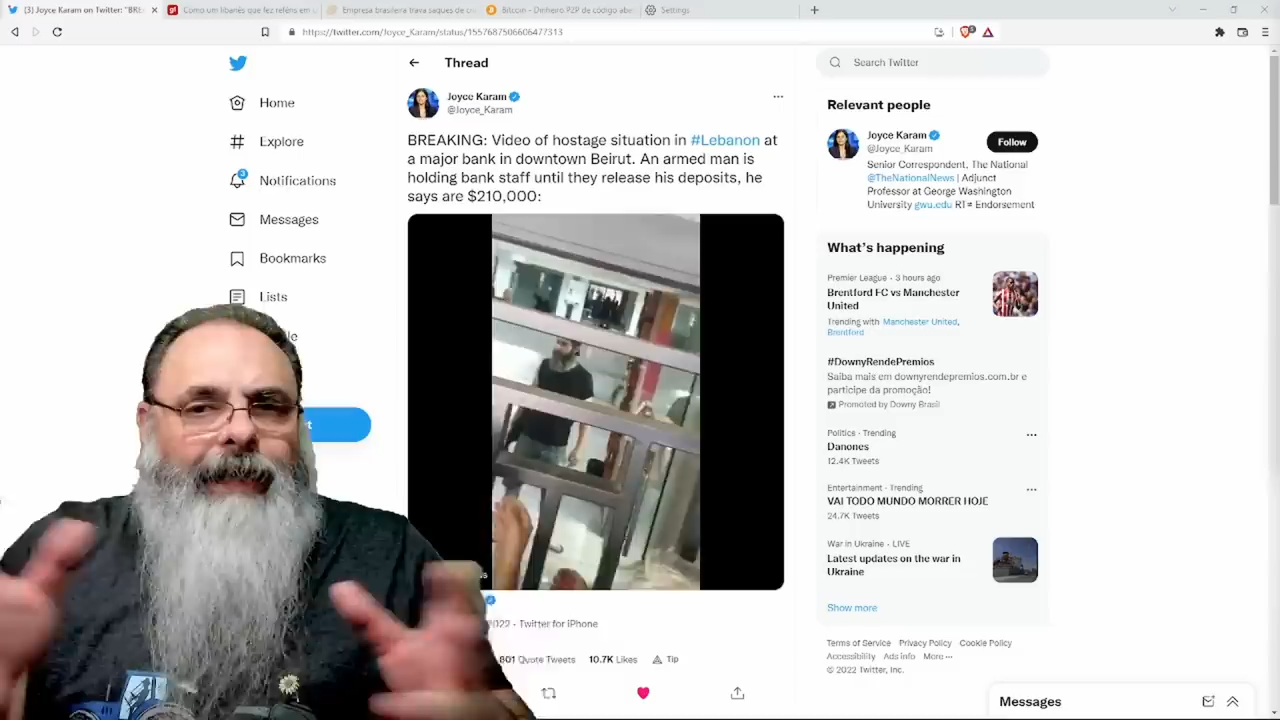 (3) Joyce Karam on Twitter: "BRE
Como um libanês que fez reféns em u
Empresa brasileira trava saques de cr
Bitcoin - Dinheiro P2P de código abe
Settings
https://twitter.com/Joyce_Karam/status/1557687506606477313
Thread
Search Twitter
Home
Explore
3
Notifications
Messages
Bookmarks
Lists
Joyce Karam
@Joyce_Karam
BREAKING: Video of hostage situation in #Lebanon at
a major bank in downtown Beirut. An armed man is
holding bank staff until they release his deposits, he
says are $210,000:
2022 · Twitter for iPhone
801 Quote Tweets
10.7K Likes
Tip
Relevant people
Joyce Karam
@Joyce_Karam
Follow
Senior Correspondent, The National
@TheNationalNews | Adjunct
Professor at George Washington
University gwu.edu RT ≠ Endorsement
What's happening
Premier League · 3 hours ago
Brentford FC vs Manchester
United
Trending with Manchester United,
Brentford
#DownyRendePremios
Saiba mais em downyrendepremios.com.br e
participe da promoção!
Promoted by Downy Brasil
Politics · Trending
Danones
12.4K Tweets
Entertainment · Trending
VAI TODO MUNDO MORRER HOJE
24.7K Tweets
War in Ukraine · LIVE
Latest updates on the war in
Ukraine
Show more
Terms of Service Privacy Policy Cookie Policy
Accessibility Ads info More ···
© 2022 Twitter, Inc.
Messages